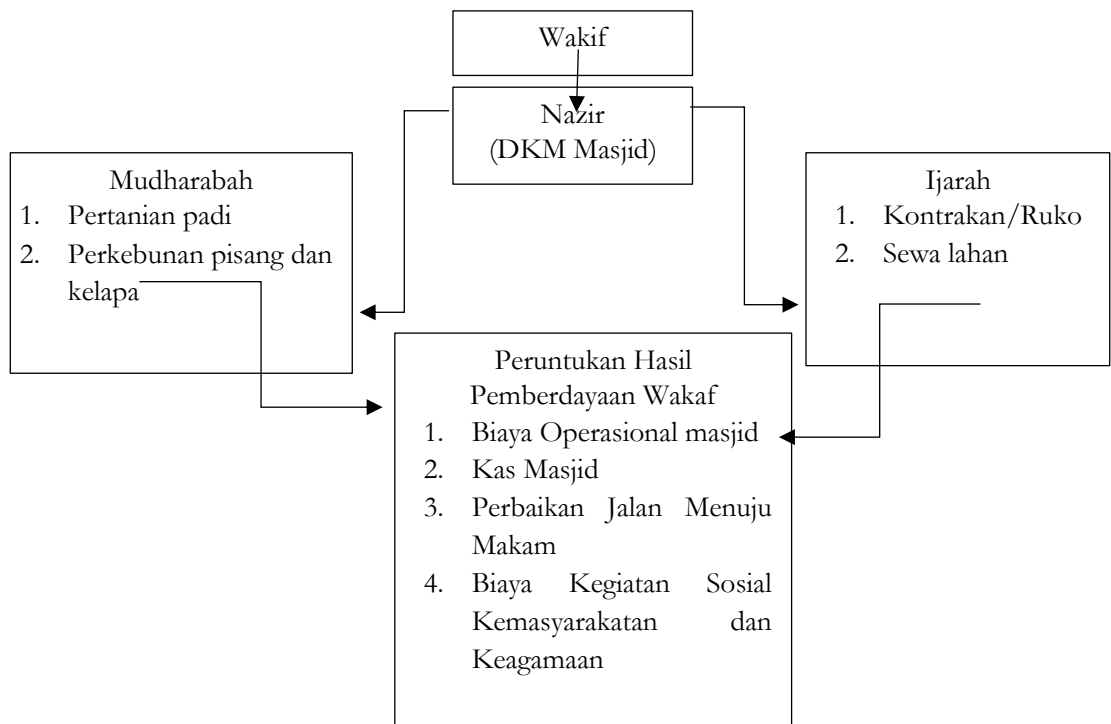 Wakif
Nazir
(DKM Masjid)
Mudharabah
1. Pertanian padi
2. Perkebunan pisang dan
kelapa
Ijarah
1. Kontrakan/Ruko
2. Sewa lahan
Peruntukan Hasil
Pemberdayaan Wakaf
1. Biaya Operasional masjid
2. Kas Masjid
3. Perbaikan Jalan Menuju
Makam
4. Biaya Kegiatan Sosial
Kemasyarakatan dan
Keagamaan